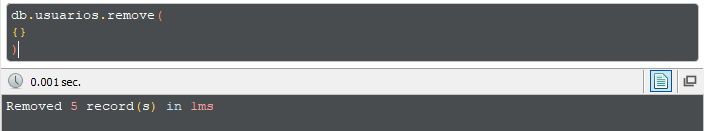 db.usuarios.remove(
{}
)
0.001 sec.
Removed 5 record(s) in 1ms